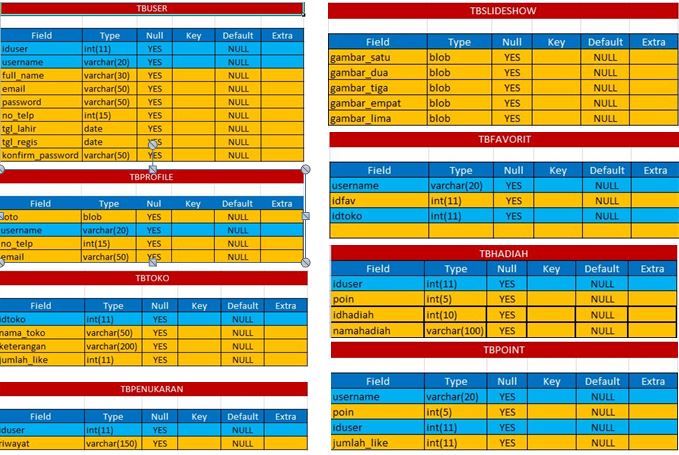 TBUSER
Field Type Null Key Default Extra
iduser int(11) YES NULL
username varchar(20) YES NULL
full_name varchar(30) YES NULL
email varchar(50) YES NULL
password varchar(50) YES NULL
no_telp int(15) YES NULL
tgl_lahir date YES NULL
tgl_regis date YES NULL
konfirm_password varchar(50) YES NULL
TBPROFILE
Field Type Null Key Default Extra
oto blob YES NULL
username varchar(20) YES NULL
no_telp int(15) YES NULL
email varchar(50) YES NULL
TBTOKO
Field Type Null Key Default Extra
idtoko int(11) YES NULL
nama_toko varchar(50) YES NULL
keterangan varchar(200) YES NULL
jumlah_like int(11) YES NULL
TBPENUKARAN
Field Type Null Key Default Extra
iduser int(11) YES NULL
riwayat varchar(150) YES NULL
TBSLIDESHOW
Field Type Null Key Default Extra
gambar_satu blob YES NULL
gambar_dua blob YES NULL
gambar_tiga blob YES NULL
gambar_empat blob YES NULL
gambar_lima blob YES NULL
TBFAVORIT
Field Type Null Key Default Extra
username varchar(20) YES NULL
idfav int(11) YES NULL
idtoko int(11) YES NULL
TBHADIAH
Field Type Null Key Default Extra
iduser int(11) YES NULL
poin int(5) YES NULL
idhadiah int(10) YES NULL
namahadiah varchar(100) YES NULL
TBPOINT
Field Type Null Key Default Extra
username varchar(20) YES NULL
poin int(5) YES NULL
iduser int(11) YES NULL
jumlah_like int(11) YES NULL